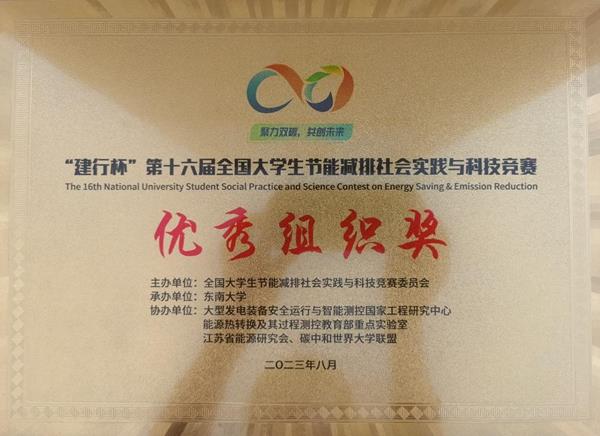 聚力双碳，共创未来
“建行杯”第十六届全国大学生节能减排社会实践与科技竞赛
The 16th National University Student Social Practice and Science Contest on Energy Saving & Emission Reduction
优秀组织奖
主办单位：全国大学生节能减排社会实践与科技竞赛委员会
承办单位：东南大学
协办单位：大型发电装备安全运行与智能测控国家工程研究中心
能源热转换及其过程测控教育部重点实验室
江苏省能源研究会、碳中和世界大学联盟
二〇二三年八月